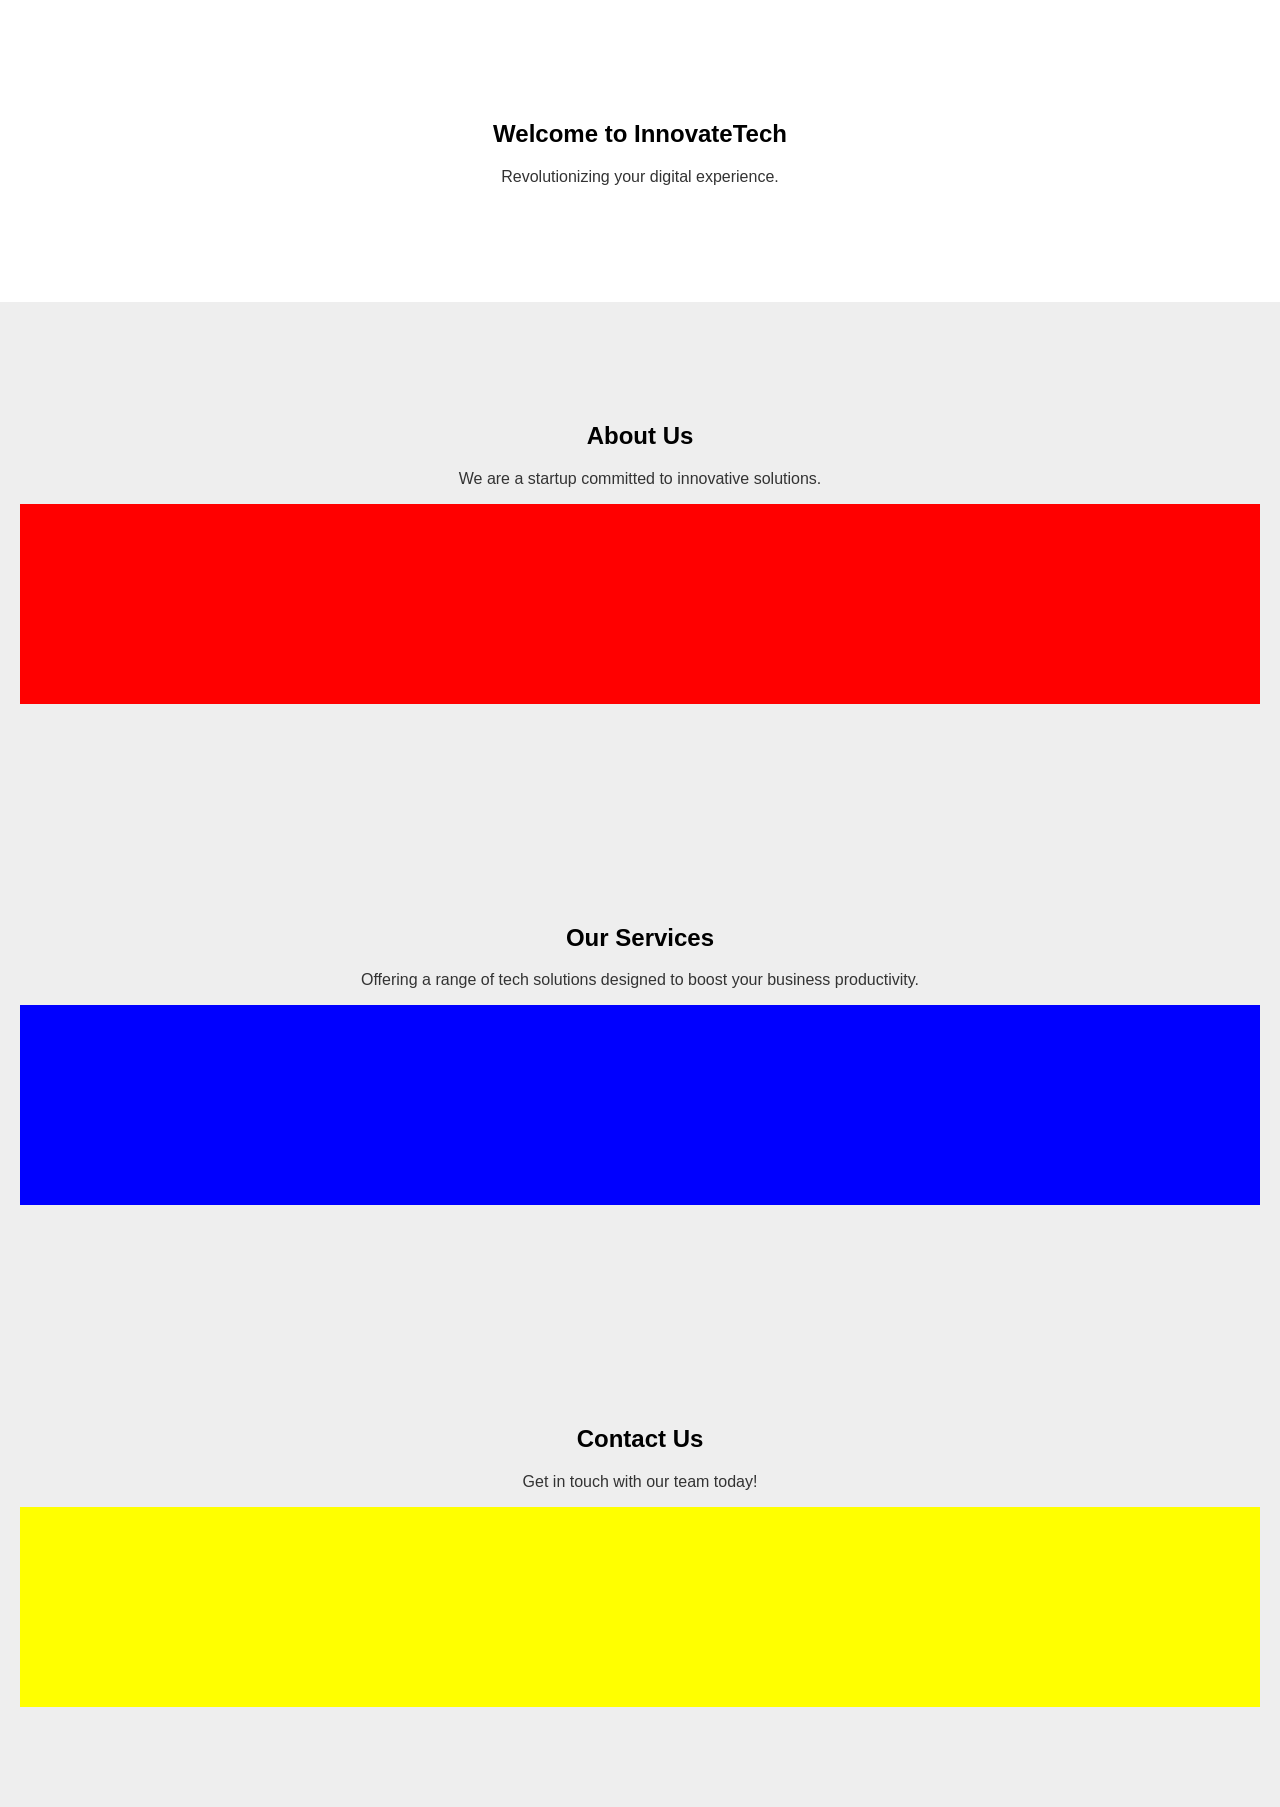 Welcome to InnovateTech
Revolutionizing your digital experience.
About Us
We are a startup committed to innovative solutions.
Our Services
Offering a range of tech solutions designed to boost your business productivity.
Contact Us
Get in touch with our team today!